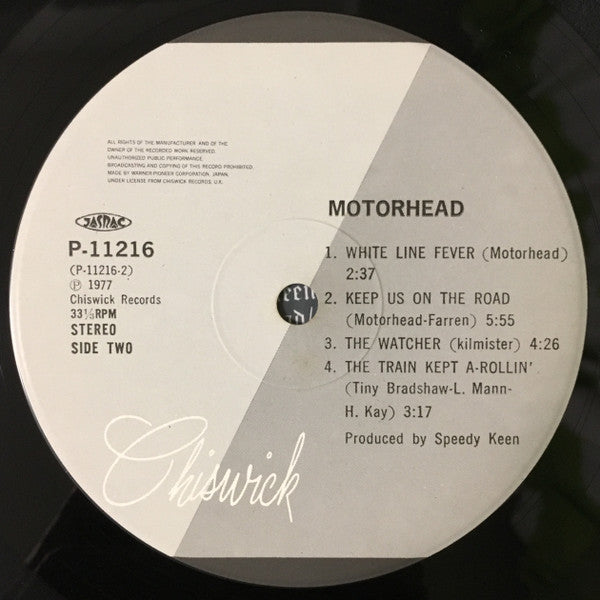 ALL RIGHTS OF THE MANUFACTURER AND OF THE
OWNER OF THE RECORDED WORK RESERVED.
UNAUTHORIZED PUBLIC PERFORMANCE,
BROADCASTING AND COPYING OF THIS RECORD PROHIBITED.
MADE BY WARNER-PIONEER CORPORATION, JAPAN,
UNDER LICENSE FROM CHISWICK RECORDS, U.K.
JASRAC
P-11216
(P-11216-2)
Ⓟ 1977
Chiswick Records
33⅓RPM
STEREO
SIDE TWO
MOTORHEAD
1. WHITE LINE FEVER (Motorhead)
2:37
2. KEEP US ON THE ROAD
(Motorhead-Farren) 5:55
3. THE WATCHER (kilmister) 4:26
4. THE TRAIN KEPT A-ROLLIN'
(Tiny Bradshaw-L. Mann-
H. Kay) 3:17
Produced by Speedy Keen
Chiswick